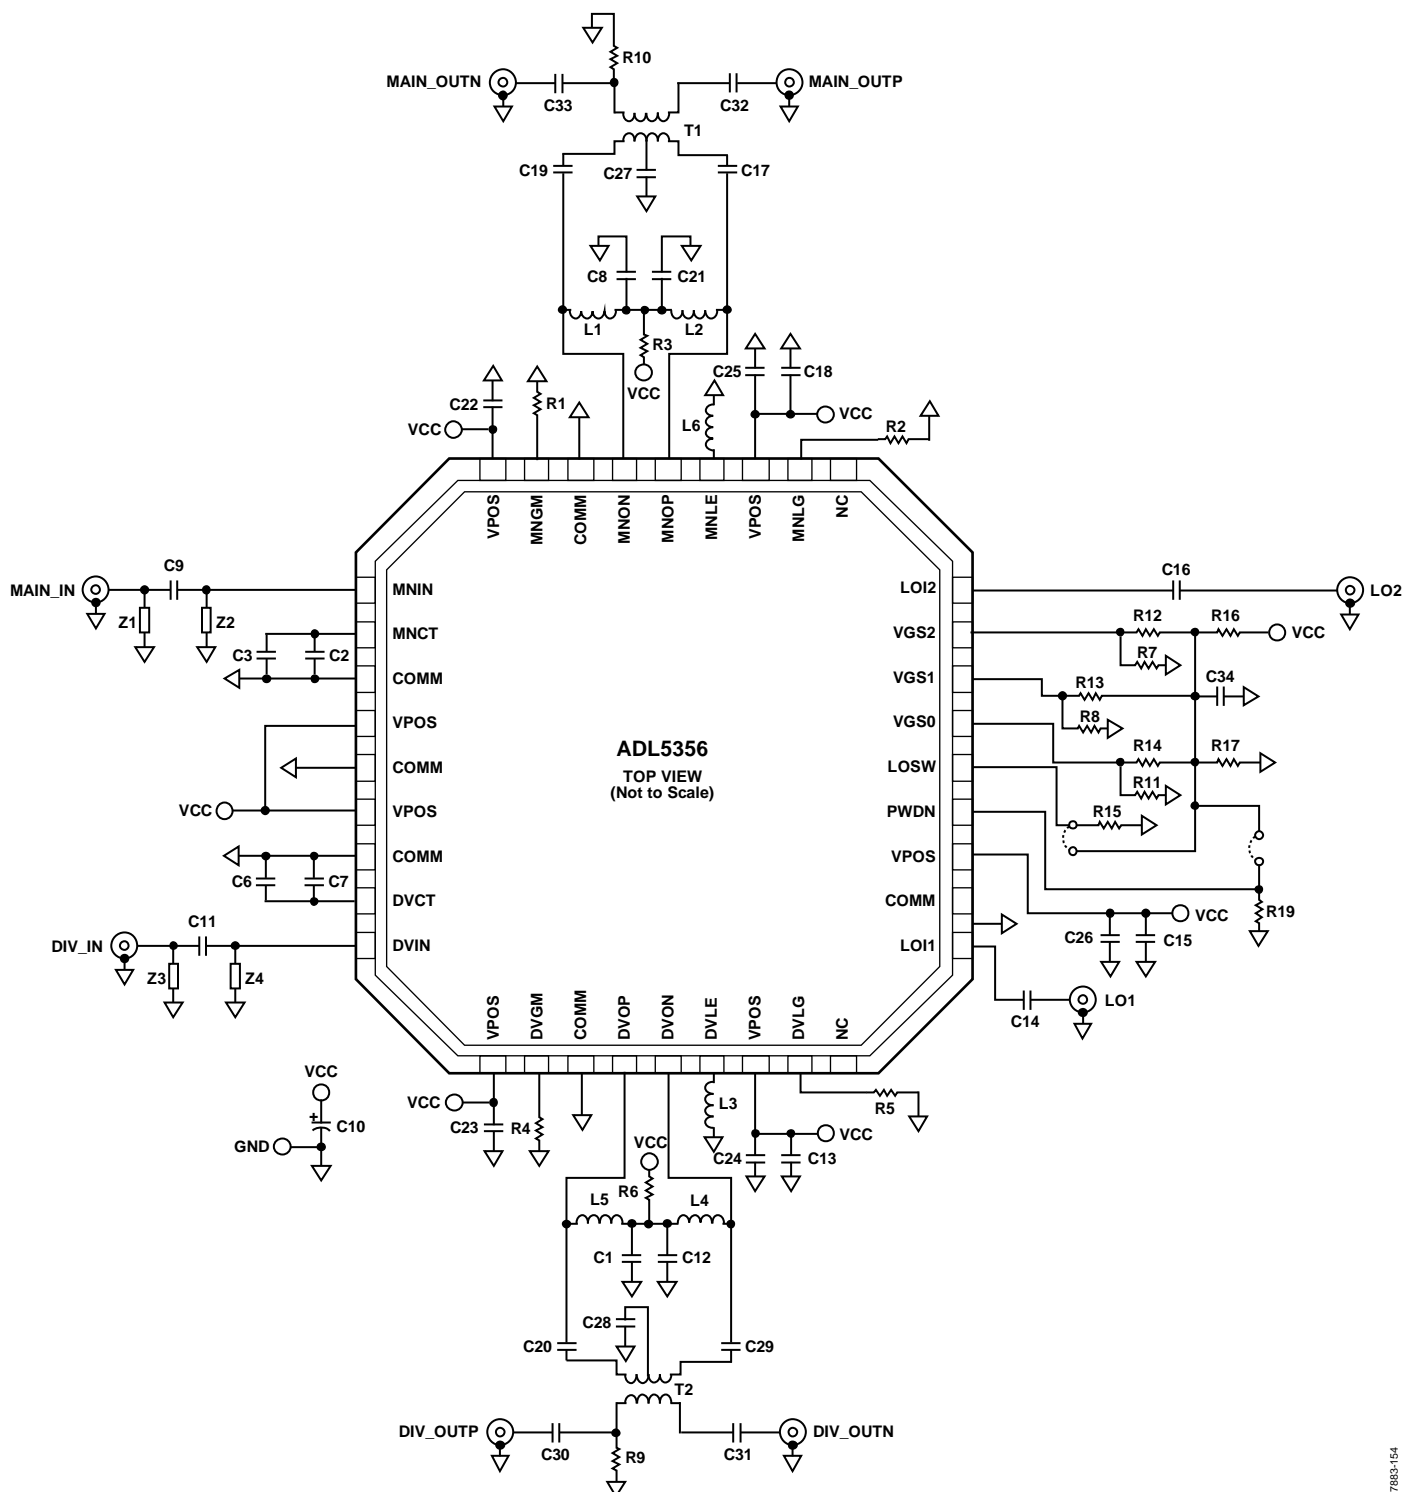 R10
MAIN_OUTN
MAIN_OUTP
C33
C32
T1
C19
C27
C17
C8
C21
L1
L2
R3
VCC
C25
C18
C22
R1
L6
VCC
R2
VCC
VPOS
MNGM
COMM
MNON
MNOP
MNLE
VPOS
MNLG
NC
C9
C16
MAIN_IN
MNIN
LOI2
LO2
Z1
Z2
R12
R16
MNCT
VGS2
VCC
C3
C2
R7
COMM
VGS1
R13
C34
VPOS
VGS0
R8
ADL5356
R14
R17
COMM
TOP VIEW
LOSW
(Not to Scale)
R11
VCC
VPOS
PWDN
R15
COMM
VPOS
C6
C7
DVCT
COMM
C11
VCC
R19
C26
C15
DIV_IN
DVIN
LOI1
Z3
Z4
LO1
C14
VPOS
DVGM
COMM
DVOP
DVON
DVLE
VPOS
DVLG
NC
VCC
VCC
L3
R5
C10
C23
R4
VCC
VCC
GND
C24
C13
R6
L5
L4
C1
C12
C28
C20
C29
T2
DIV_OUTP
DIV_OUTN
C30
C31
R9
7883-154